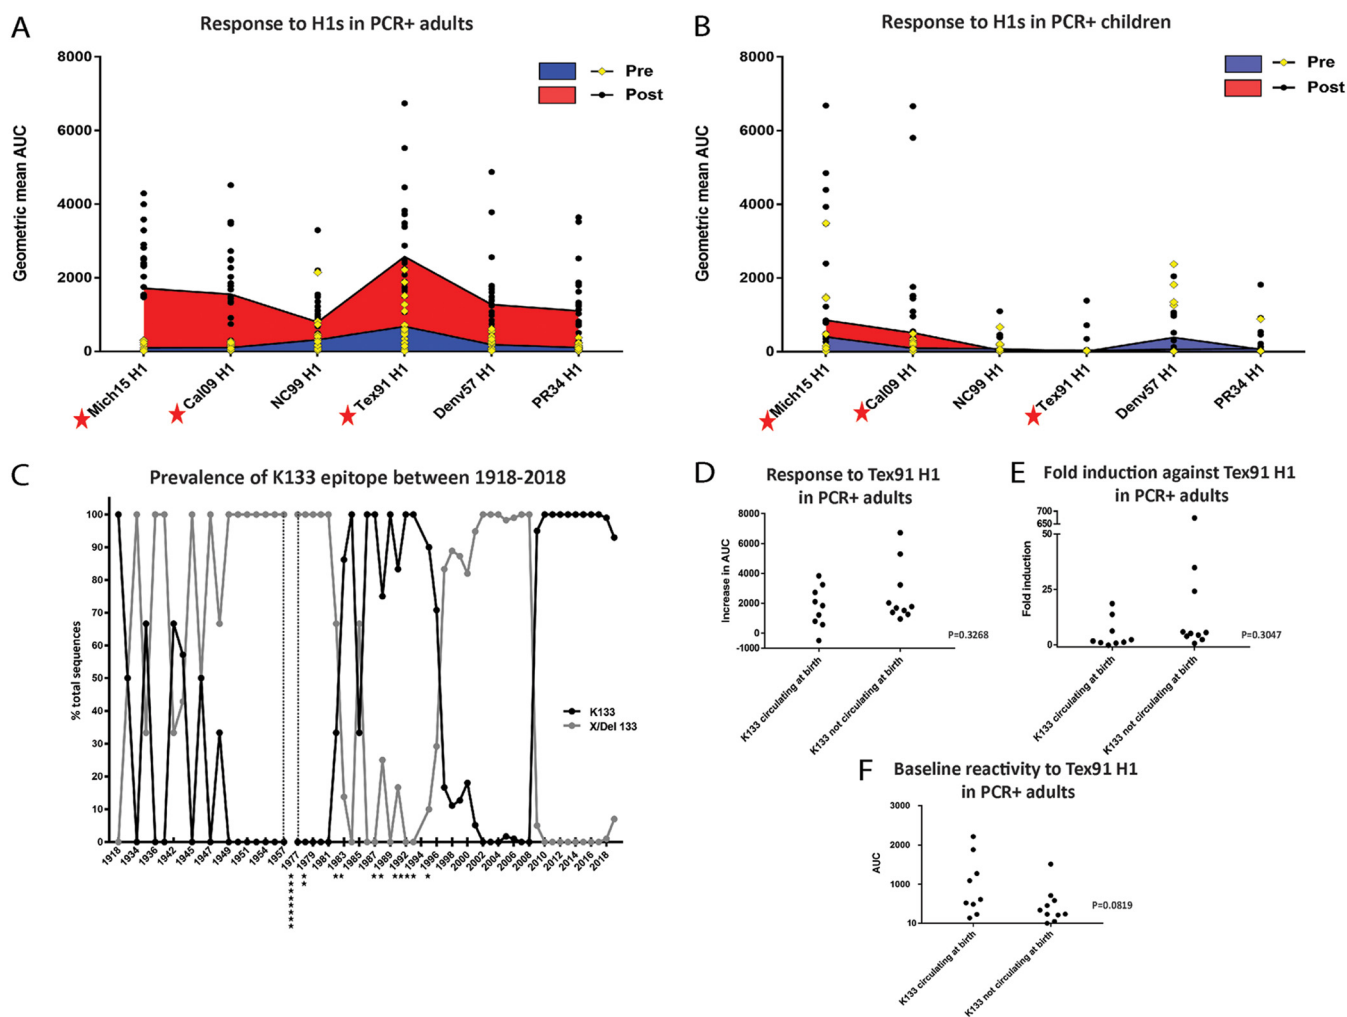 A
Response to H1s in PCR+ adults
Geometric mean AUC
8000
6000
4000
2000
0
Pre
Post
Mich15 H1
Cal09 H1
NC99 H1
Tex91 H1
Denv57 H1
PR34 H1
B
Response to H1s in PCR+ children
Geometric mean AUC
8000
6000
4000
2000
0
Pre
Post
Mich15 H1
Cal09 H1
NC99 H1
Tex91 H1
Denv57 H1
PR34 H1
C
Prevalence of K133 epitope between 1918-2018
% total sequences
100
90
80
70
60
50
40
30
20
10
0
K133
X/Del 133
1918
1934
1936
1942
1945
1947
1949
1951
1954
1957
1977
1979
1981
1983
1985
1987
1989
1992
1994
1996
1998
2000
2002
2004
2006
2008
2010
2012
2014
2016
2018
D
Response to Tex91 H1
in PCR+ adults
Increase in AUC
8000
6000
4000
2000
0
-1000
P=0.3268
K133 circulating at birth
K133 not circulating at birth
E
Fold induction against Tex91 H1
in PCR+ adults
Fold induction
700
650
50
25
0
P=0.3047
K133 circulating at birth
K133 not circulating at birth
F
Baseline reactivity to Tex91 H1
in PCR+ adults
AUC
3000
1000
10
P=0.0819
K133 circulating at birth
K133 not circulating at birth